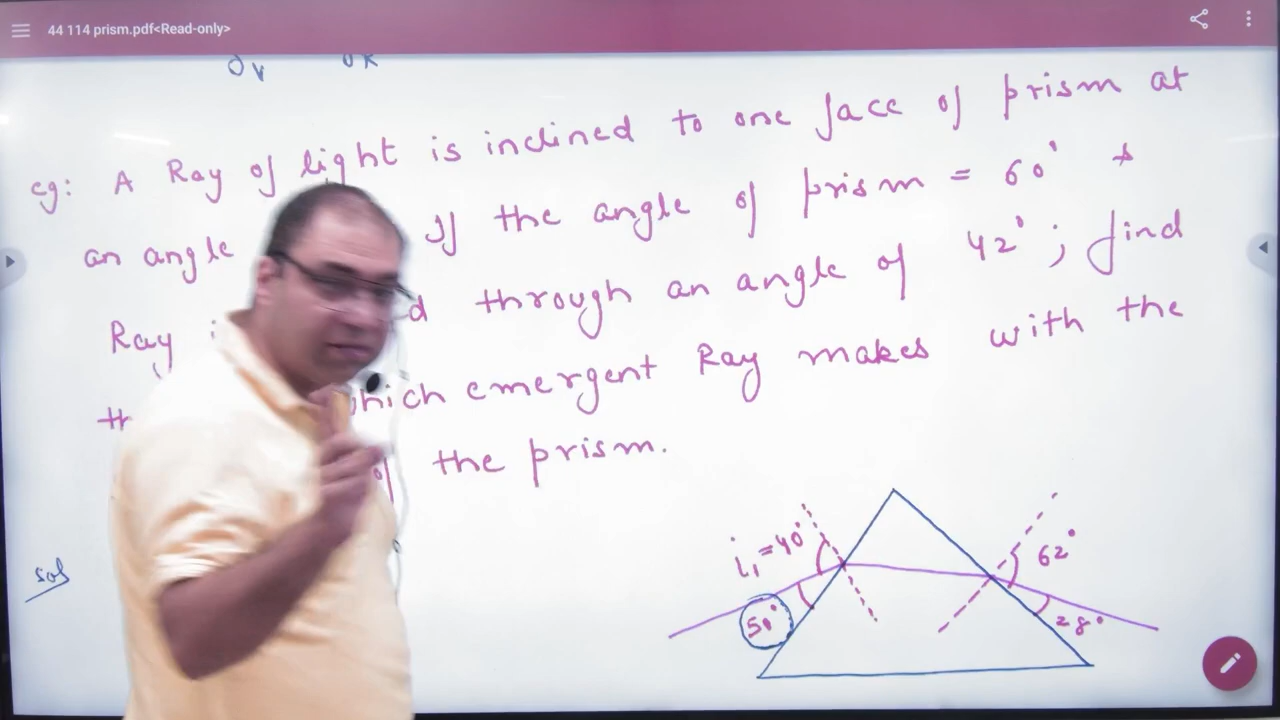 44 114 prism.pdf<Read-only>
eg: A Ray of light is inclined to one face of prism at
an angle If the angle of prism = 60° &
Ray through an angle of 42°; find
which emergent Ray makes with the
of the prism.
Sol
i₁=40°
62°
50°
28°